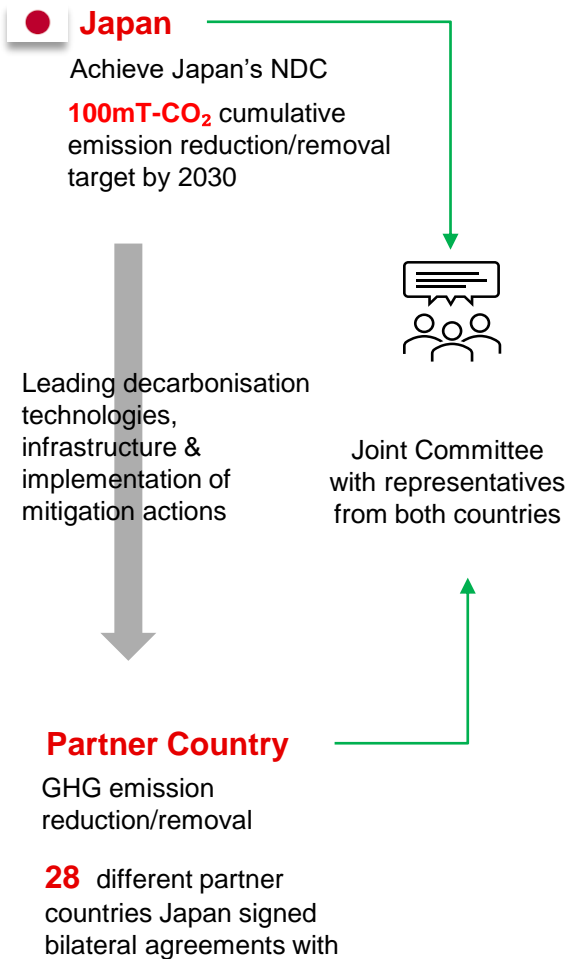 Japan
Achieve Japan's NDC
100mT-CO₂ cumulative
emission reduction/removal
target by 2030
Leading decarbonisation
technologies,
infrastructure &
implementation of
mitigation actions
Joint Committee
with representatives
from both countries
Partner Country
GHG emission
reduction/removal
28 different partner
countries Japan signed
bilateral agreements with